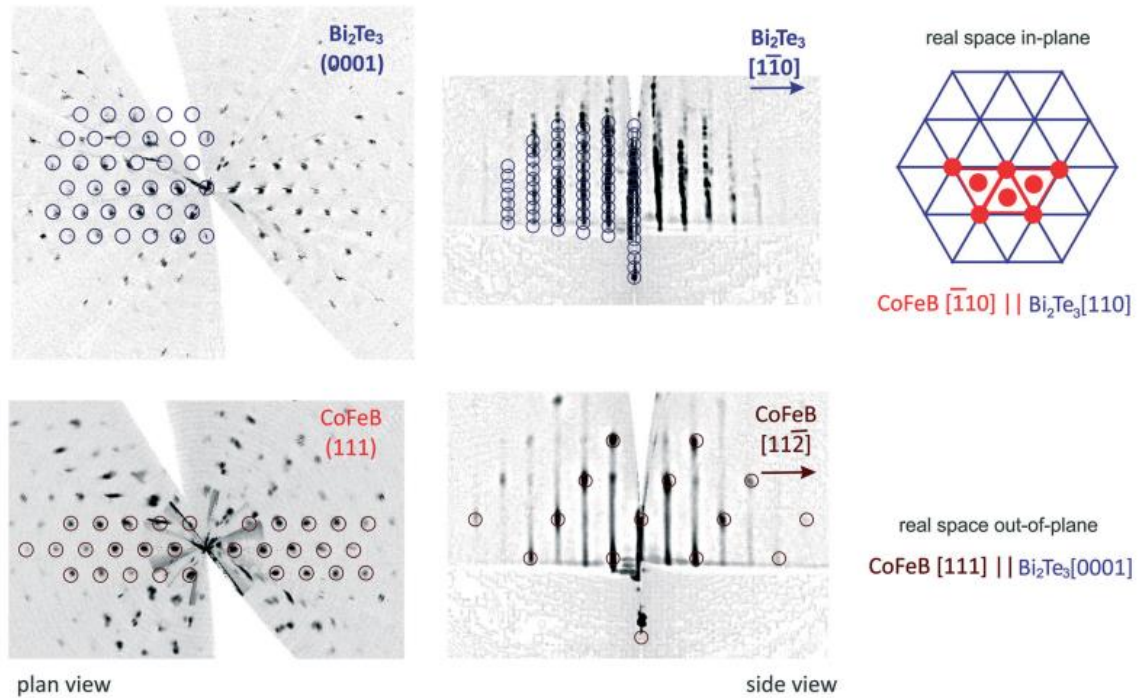 Bi₂Te₃
(0001)
Bi₂Te₃
[11̅0]
real space in-plane
CoFeB [1̅10] || Bi₂Te₃[110]
CoFeB
(111)
CoFeB
[112̅]
real space out-of-plane
CoFeB [111] || Bi₂Te₃[0001]
plan view
side view